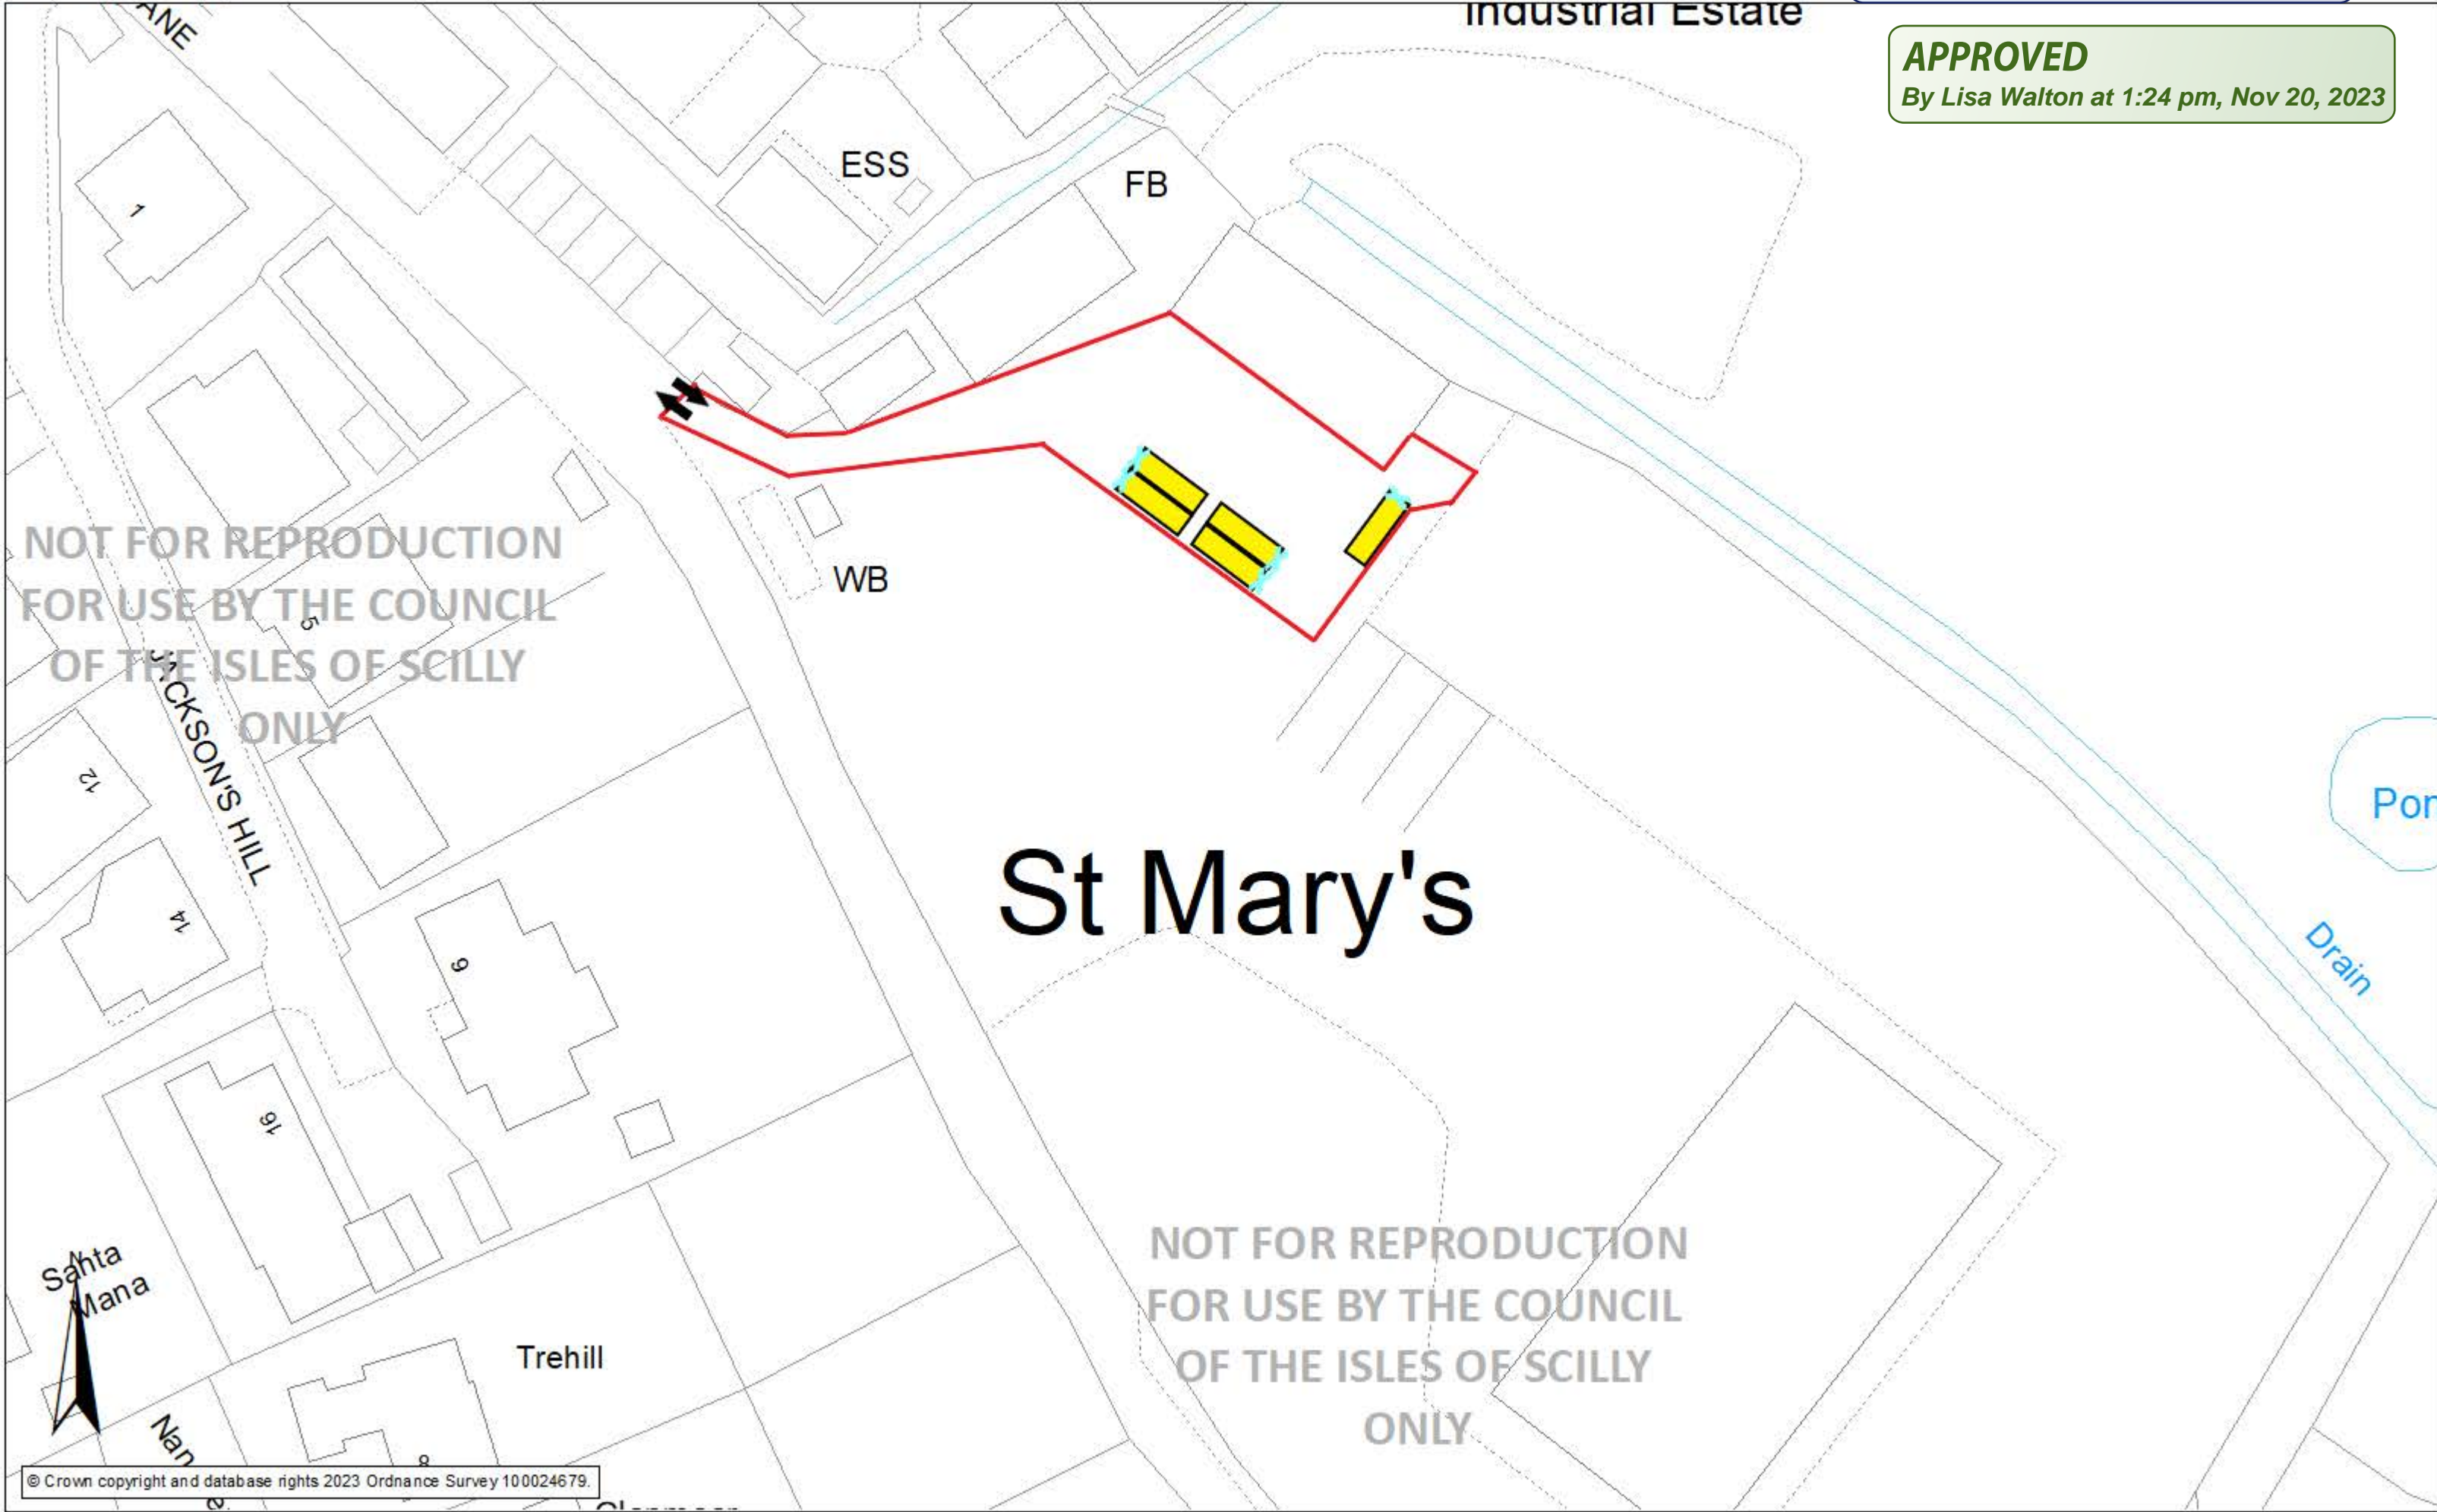 Industrial Estate
APPROVED
By Lisa Walton at 1:24 pm, Nov 20, 2023
ESS
FB
1
WB
NOT FOR REPRODUCTION
FOR USE BY THE COUNCIL
OF THE ISLES OF SCILLY
ONLY
5
JACKSON'S HILL
12
14
9
16
St Mary's
Drain
NOT FOR REPRODUCTION
FOR USE BY THE COUNCIL
OF THE ISLES OF SCILLY
ONLY
N
Trehill
8
© Crown copyright and database rights 2023 Ordnance Survey 100024679.